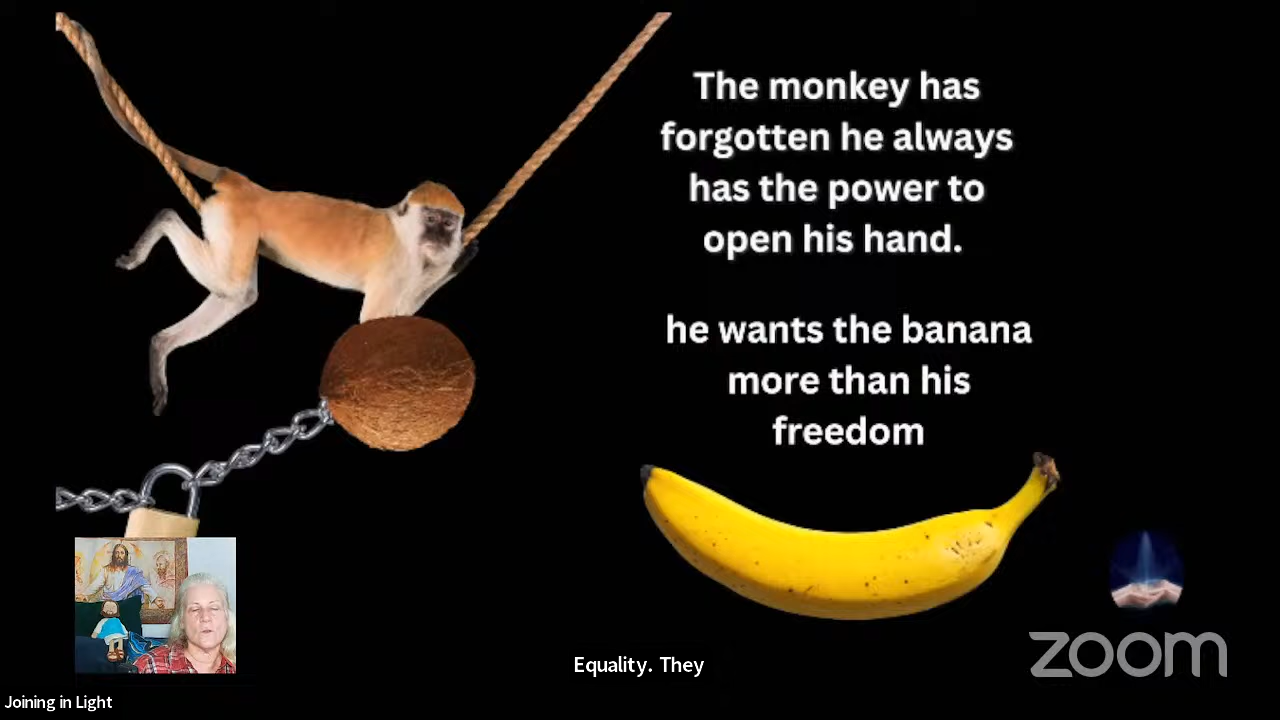 The monkey has
forgotten he always
has the power to
open his hand.
he wants the banana
more than his
freedom
Equality. They
zoom
Joining in Light